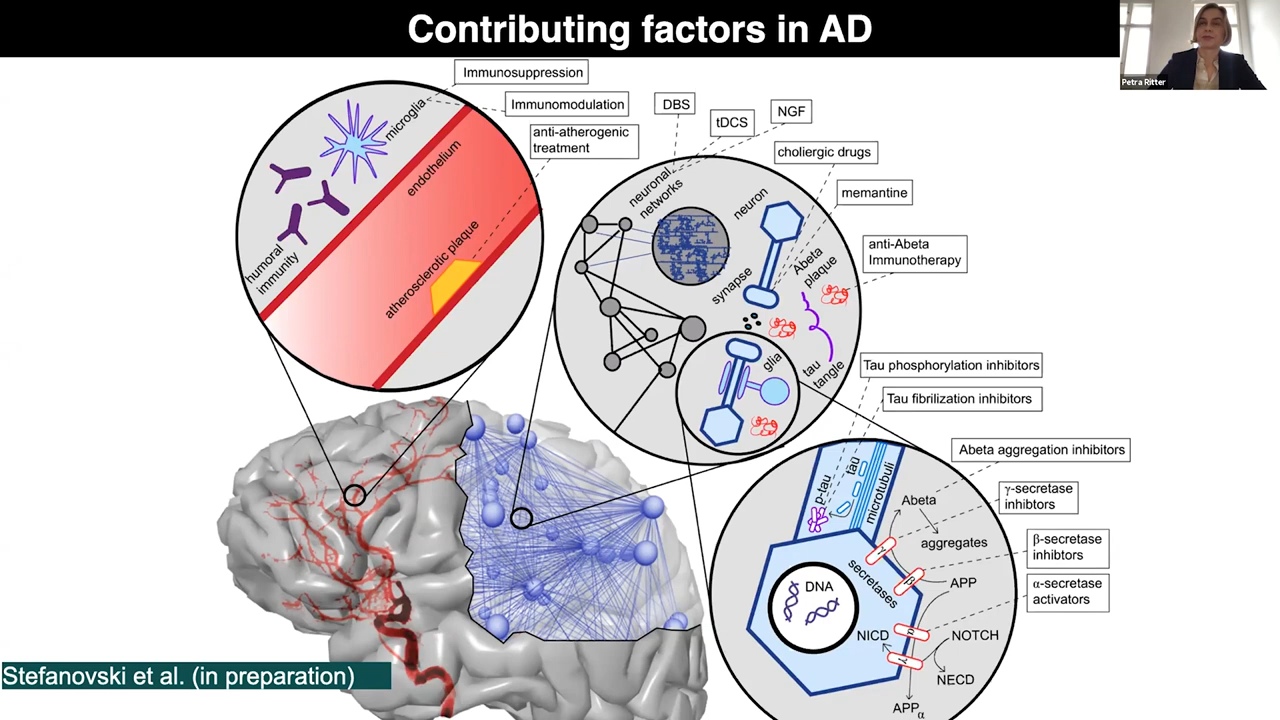 Contributing factors in AD
Petra Ritter
Immunosuppression
Immunomodulation
anti-atherogenic
treatment
microglia
endothelium
humoral
immunity
atherosclerotic plaque
DBS
tDCS
NGF
choliergic drugs
memantine
anti-Abeta
Immunotherapy
neuronal
networks
neuron
synapse
Abeta
plaque
glia
tau
tangle
Tau phosphorylation inhibitors
Tau fibrilization inhibitors
Abeta aggregation inhibitors
γ-secretase
inhibtors
β-secretase
inhibtors
α-secretase
activators
p-tau
tau
microtubuli
Abeta
aggregates
secretases
γ
β
APP
DNA
α
NICD
NOTCH
γ
NECD
APPα
Stefanovski et al. (in preparation)